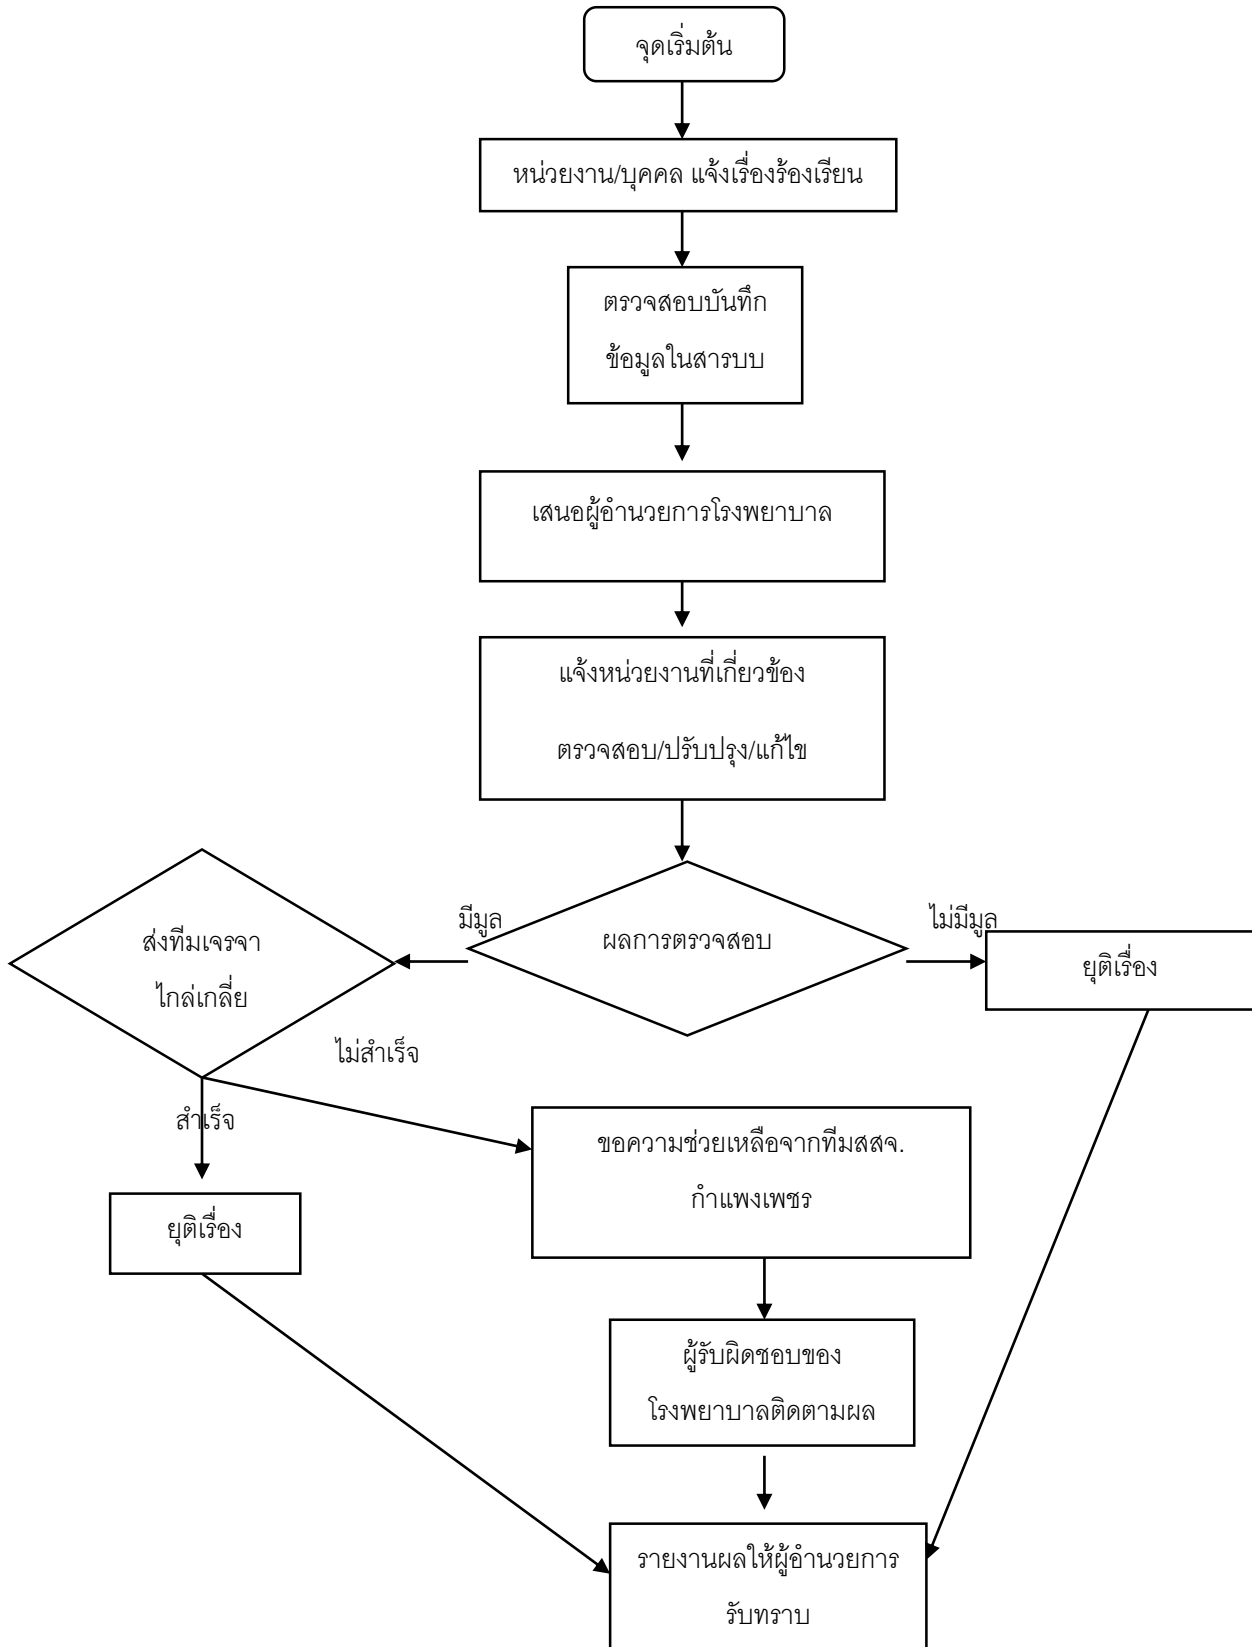 จุดเริ่มต้น
หน่วยงาน/บุคคล แจ้งเรื่องร้องเรียน
ตรวจสอบบันทึก
ข้อมูลในสารบบ
เสนอผู้อำนวยการโรงพยาบาล
แจ้งหน่วยงานที่เกี่ยวข้อง
ตรวจสอบ/ปรับปรุง/แก้ไข
มีมูล
ผลการตรวจสอบ
ไม่มีมูล
ส่งทีมเจรจา
ไกล่เกลี่ย
ยุติเรื่อง
ไม่สำเร็จ
สำเร็จ
ขอความช่วยเหลือจากทีมสสจ.
กำแพงเพชร
ยุติเรื่อง
ผู้รับผิดชอบของ
โรงพยาบาลติดตามผล
รายงานผลให้ผู้อำนวยการ
รับทราบ